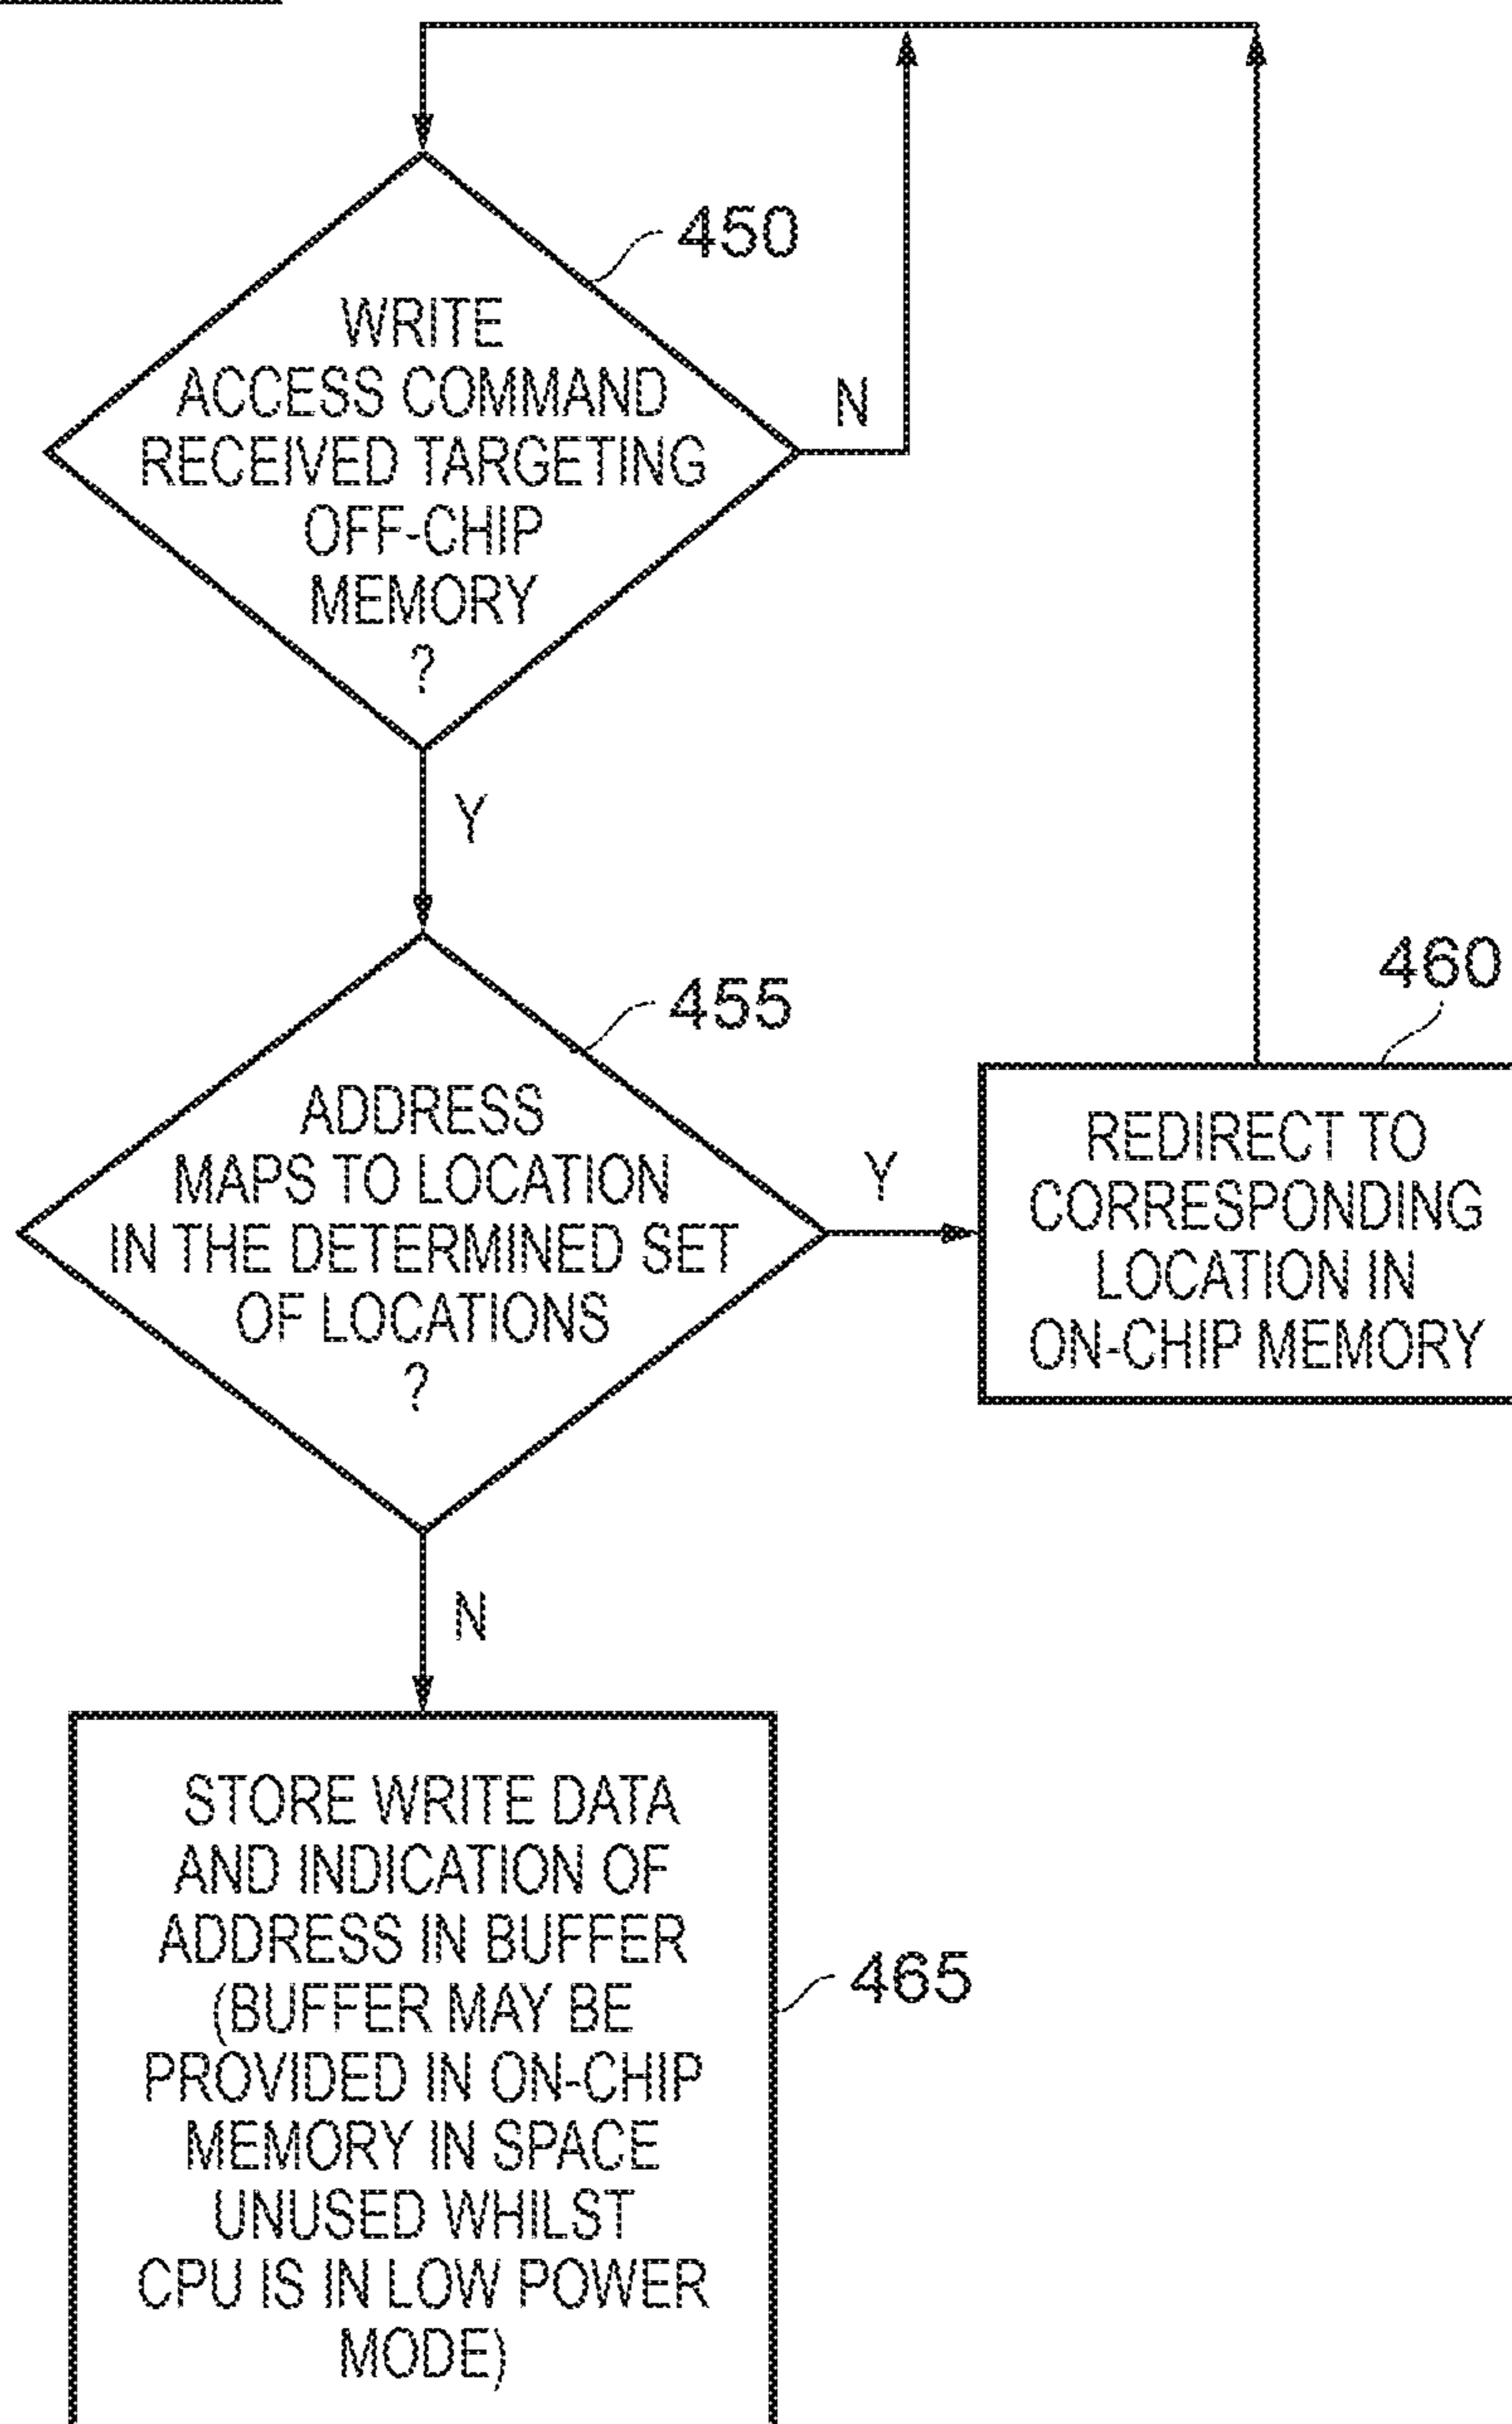 450
WRITE
ACCESS COMMAND
RECEIVED TARGETING
OFF-CHIP
MEMORY
?
N
Y
455
ADDRESS
MAPS TO LOCATION
IN THE DETERMINED SET
OF LOCATIONS
?
Y
460
REDIRECT TO
CORRESPONDING
LOCATION IN
ON-CHIP MEMORY
N
STORE WRITE DATA
AND INDICATION OF
ADDRESS IN BUFFER
(BUFFER MAY BE
PROVIDED IN ON-CHIP
MEMORY IN SPACE
UNUSED WHILST
CPU IS IN LOW POWER
MODE)
465